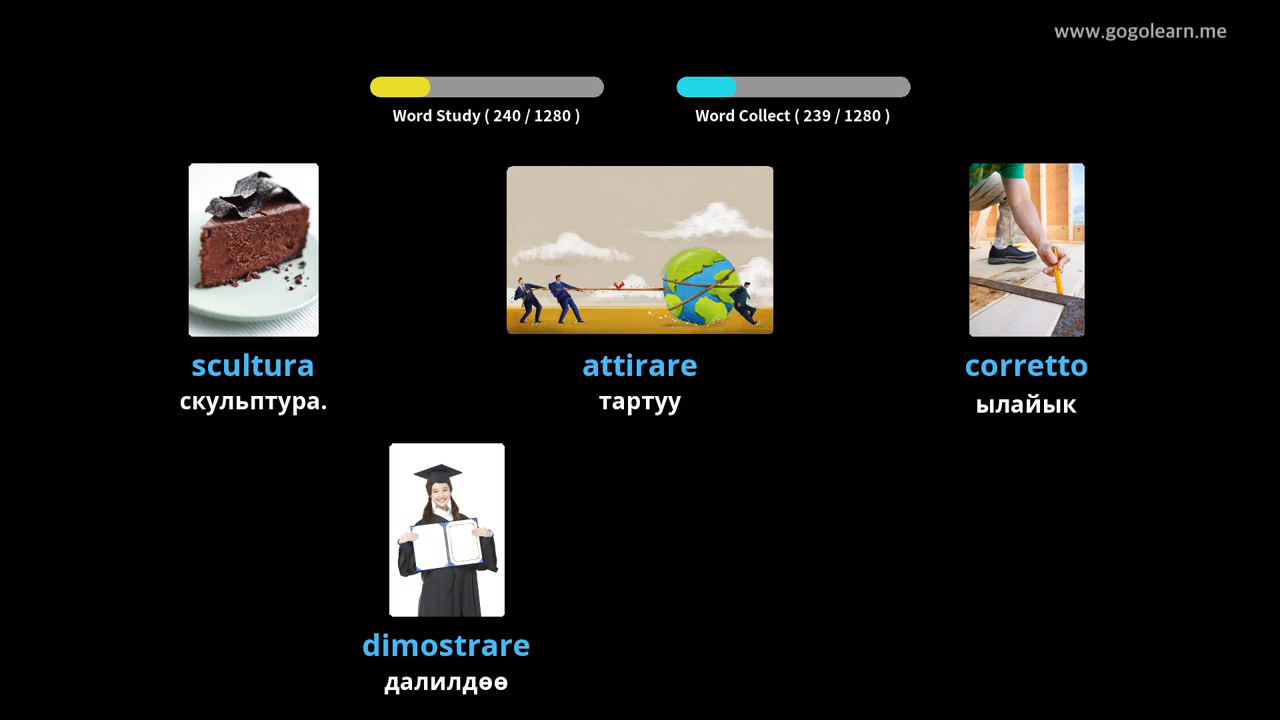 www.gogolearn.me
Word Study ( 240 / 1280 )
Word Collect ( 239 / 1280 )
scultura
скульптура.
attirare
тартуу
corretto
ылайык
dimostrare
далилдөө